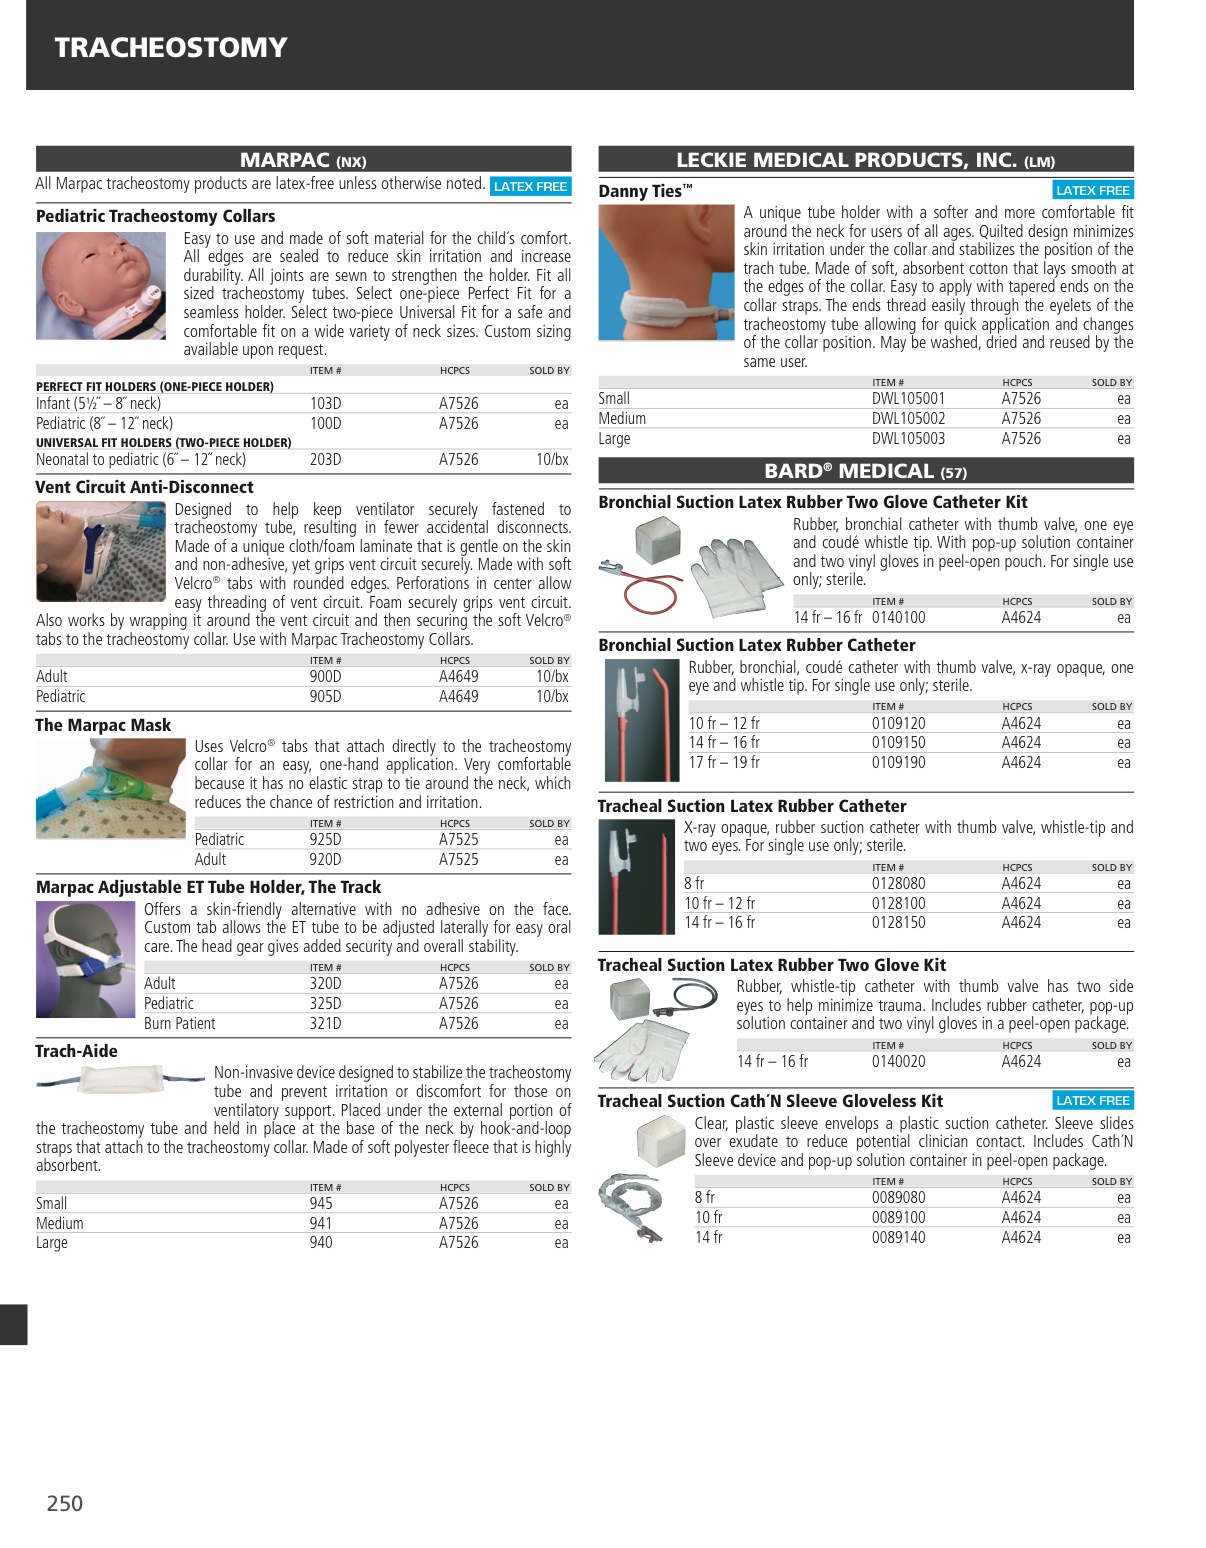 TRACHEOSTOMY
MARPAC (NX)
All Marpac tracheostomy products are latex-free unless otherwise noted. LATEX FREE
Pediatric Tracheostomy Collars
Easy to use and made of soft material for the child´s comfort.
All edges are sealed to reduce skin irritation and increase
durability. All joints are sewn to strengthen the holder. Fit all
sized tracheostomy tubes. Select one-piece Perfect Fit for a
seamless holder. Select two-piece Universal Fit for a safe and
comfortable fit on a wide variety of neck sizes. Custom sizing
available upon request.
ITEM # HCPCS SOLD BY
PERFECT FIT HOLDERS (ONE-PIECE HOLDER)
Infant (5½˝ – 8˝ neck) 103D A7526 ea
Pediatric (8˝ – 12˝ neck) 100D A7526 ea
UNIVERSAL FIT HOLDERS (TWO-PIECE HOLDER)
Neonatal to pediatric (6˝ – 12˝ neck) 203D A7526 10/bx
Vent Circuit Anti-Disconnect
Designed to help keep ventilator securely fastened to
tracheostomy tube, resulting in fewer accidental disconnects.
Made of a unique cloth/foam laminate that is gentle on the skin
and non-adhesive, yet grips vent circuit securely. Made with soft
Velcro® tabs with rounded edges. Perforations in center allow
easy threading of vent circuit. Foam securely grips vent circuit.
Also works by wrapping it around the vent circuit and then securing the soft Velcro®
tabs to the tracheostomy collar. Use with Marpac Tracheostomy Collars.
ITEM # HCPCS SOLD BY
Adult 900D A4649 10/bx
Pediatric 905D A4649 10/bx
The Marpac Mask
Uses Velcro® tabs that attach directly to the tracheostomy
collar for an easy, one-hand application. Very comfortable
because it has no elastic strap to tie around the neck, which
reduces the chance of restriction and irritation.
ITEM # HCPCS SOLD BY
Pediatric 925D A7525 ea
Adult 920D A7525 ea
Marpac Adjustable ET Tube Holder, The Track
Offers a skin-friendly alternative with no adhesive on the face.
Custom tab allows the ET tube to be adjusted laterally for easy oral
care. The head gear gives added security and overall stability.
ITEM # HCPCS SOLD BY
Adult 320D A7526 ea
Pediatric 325D A7526 ea
Burn Patient 321D A7526 ea
Trach-Aide
Non-invasive device designed to stabilize the tracheostomy
tube and prevent irritation or discomfort for those on
ventilatory support. Placed under the external portion of
the tracheostomy tube and held in place at the base of the neck by hook-and-loop
straps that attach to the tracheostomy collar. Made of soft polyester fleece that is highly
absorbent.
ITEM # HCPCS SOLD BY
Small 945 A7526 ea
Medium 941 A7526 ea
Large 940 A7526 ea
LECKIE MEDICAL PRODUCTS, INC. (LM)
Danny Ties™ LATEX FREE
A unique tube holder with a softer and more comfortable fit
around the neck for users of all ages. Quilted design minimizes
skin irritation under the collar and stabilizes the position of the
trach tube. Made of soft, absorbent cotton that lays smooth at
the edges of the collar. Easy to apply with tapered ends on the
collar straps. The ends thread easily through the eyelets of the
tracheostomy tube allowing for quick application and changes
of the collar position. May be washed, dried and reused by the
same user.
ITEM # HCPCS SOLD BY
Small DWL105001 A7526 ea
Medium DWL105002 A7526 ea
Large DWL105003 A7526 ea
BARD® MEDICAL (57)
Bronchial Suction Latex Rubber Two Glove Catheter Kit
Rubber, bronchial catheter with thumb valve, one eye
and coudé whistle tip. With pop-up solution container
and two vinyl gloves in peel-open pouch. For single use
only; sterile.
ITEM # HCPCS SOLD BY
14 fr – 16 fr 0140100 A4624 ea
Bronchial Suction Latex Rubber Catheter
Rubber, bronchial, coudé catheter with thumb valve, x-ray opaque, one
eye and whistle tip. For single use only; sterile.
ITEM # HCPCS SOLD BY
10 fr – 12 fr 0109120 A4624 ea
14 fr – 16 fr 0109150 A4624 ea
17 fr – 19 fr 0109190 A4624 ea
Tracheal Suction Latex Rubber Catheter
X-ray opaque, rubber suction catheter with thumb valve, whistle-tip and
two eyes. For single use only; sterile.
ITEM # HCPCS SOLD BY
8 fr 0128080 A4624 ea
10 fr – 12 fr 0128100 A4624 ea
14 fr – 16 fr 0128150 A4624 ea
Tracheal Suction Latex Rubber Two Glove Kit
Rubber, whistle-tip catheter with thumb valve has two side
eyes to help minimize trauma. Includes rubber catheter, pop-up
solution container and two vinyl gloves in a peel-open package.
ITEM # HCPCS SOLD BY
14 fr – 16 fr 0140020 A4624 ea
Tracheal Suction Cath´N Sleeve Gloveless Kit LATEX FREE
Clear, plastic sleeve envelops a plastic suction catheter. Sleeve slides
over exudate to reduce potential clinician contact. Includes Cath´N
Sleeve device and pop-up solution container in peel-open package.
ITEM # HCPCS SOLD BY
8 fr 0089080 A4624 ea
10 fr 0089100 A4624 ea
14 fr 0089140 A4624 ea
250